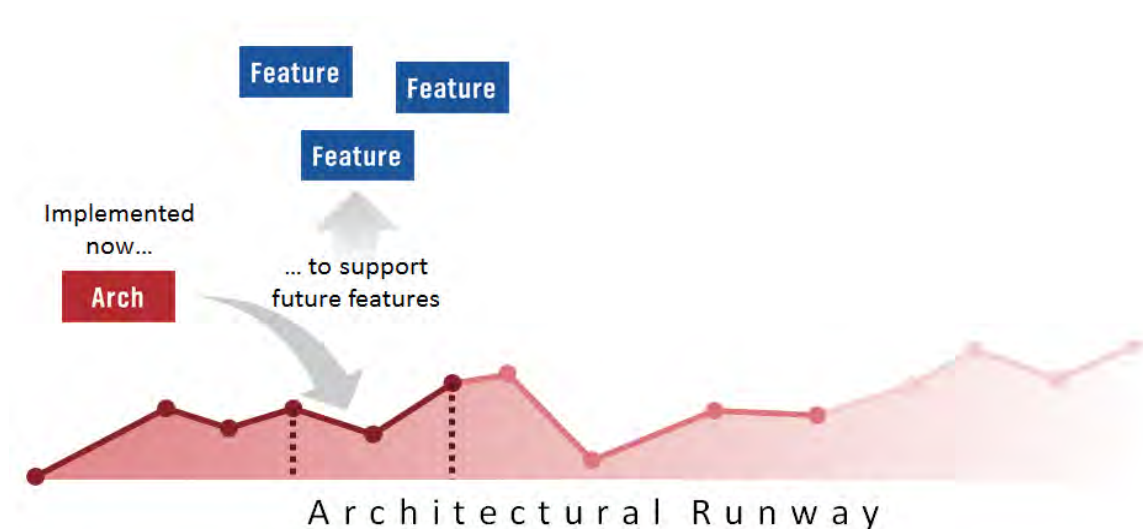 Feature
Feature
Feature
Implemented
now...
Arch
... to support
future features
Architectural Runway